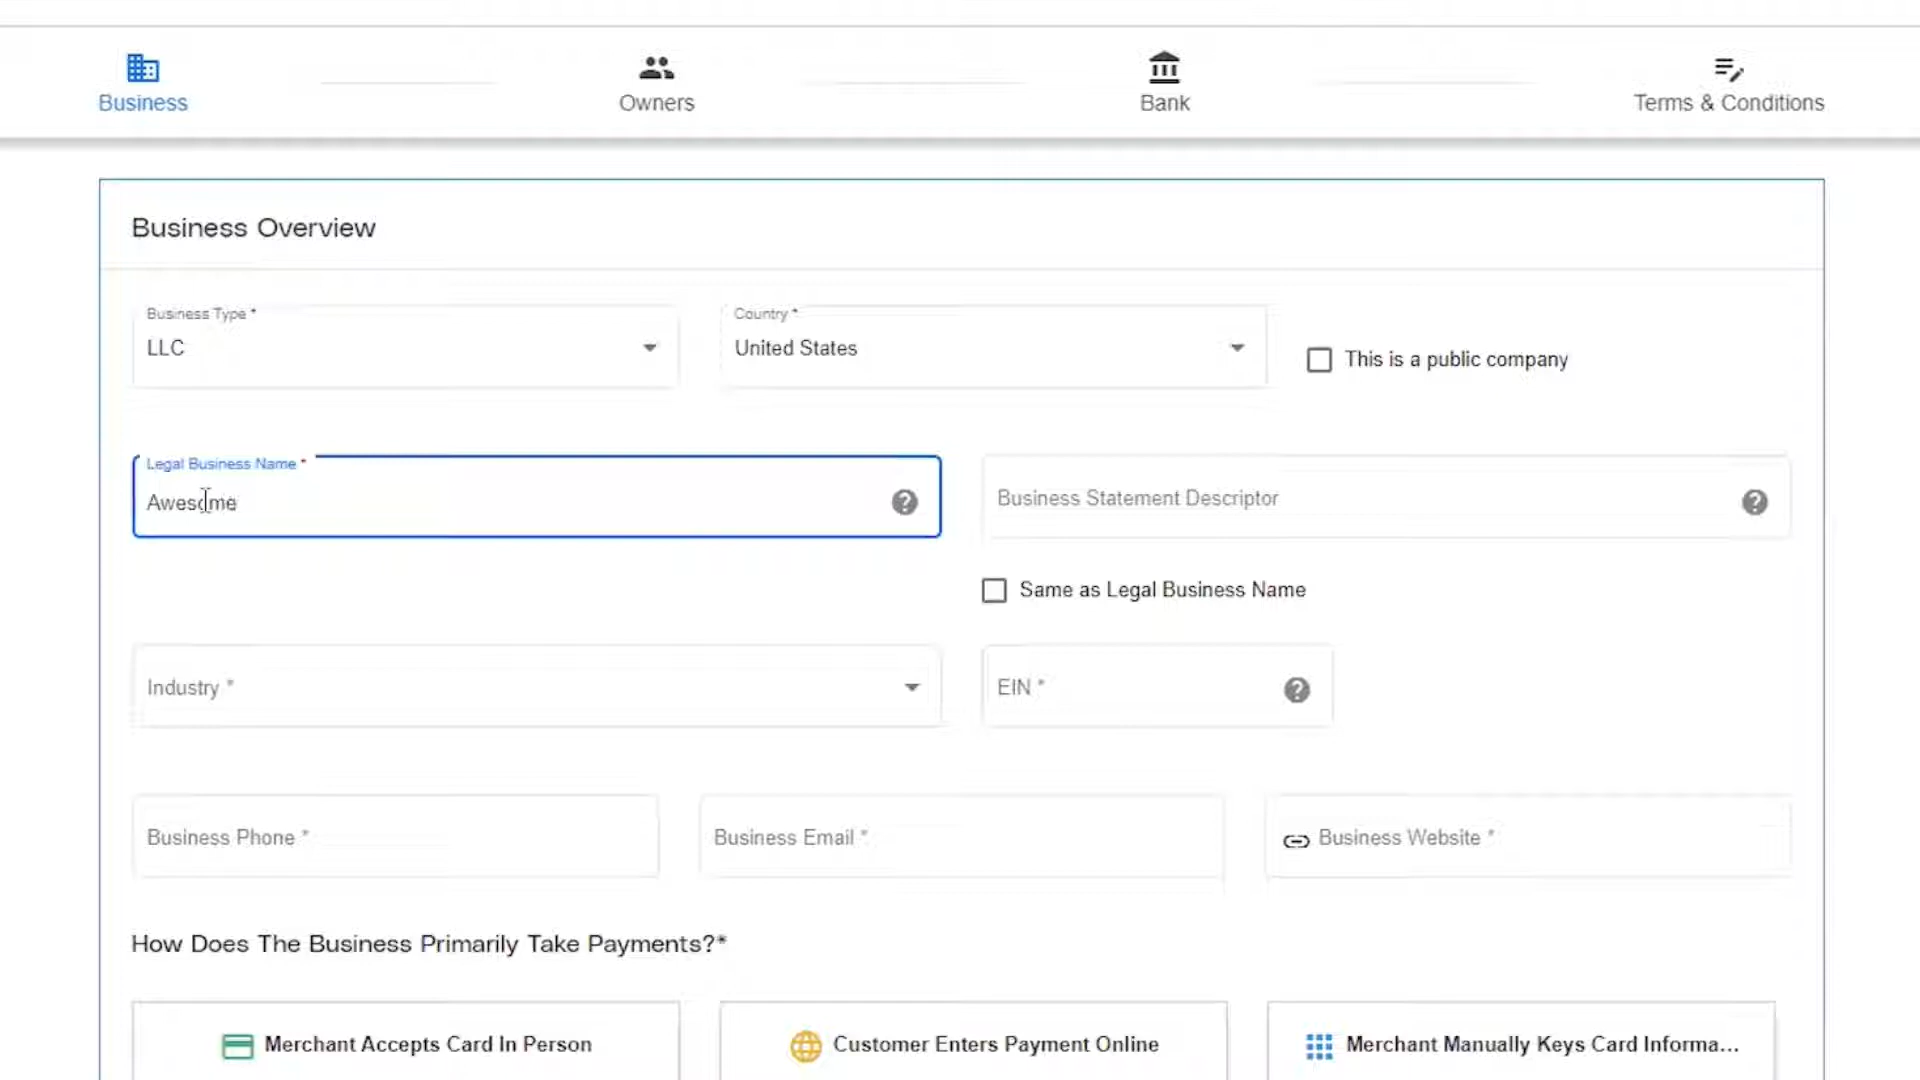 Business
Owners
Bank
Terms & Conditions
Business Overview
Business Type *
LLC
Country *
United States
This is a public company
Legal Business Name *
Awesome
Business Statement Descriptor
Same as Legal Business Name
Industry *
EIN *
Business Phone *
Business Email *
Business Website *
How Does The Business Primarily Take Payments?*
Merchant Accepts Card In Person
Customer Enters Payment Online
Merchant Manually Keys Card Informa...